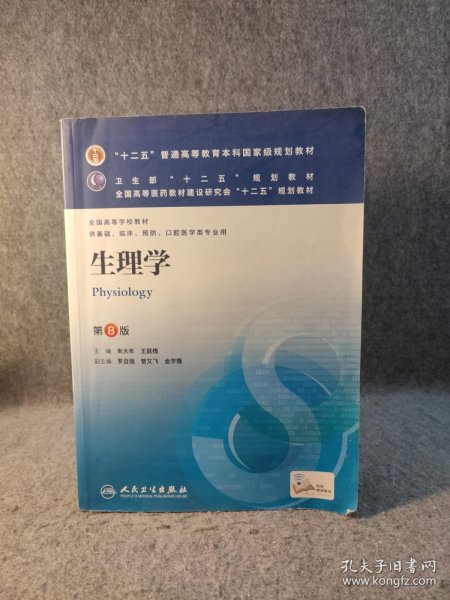 “十二五”普通高等教育本科国家级规划教材
卫生部“十二五”规划教材
全国高等医药教材建设研究会“十二五”规划教材
全国高等学校教材
供基础、临床、预防、口腔医学类专业用
生理学
Physiology
第8版
主编 朱大年 王庭槐
副主编 罗自强 管又飞 金学隆
人民卫生出版社
PEOPLE'S MEDICAL PUBLISHING HOUSE
孔夫子旧书网
www.kongfz.com